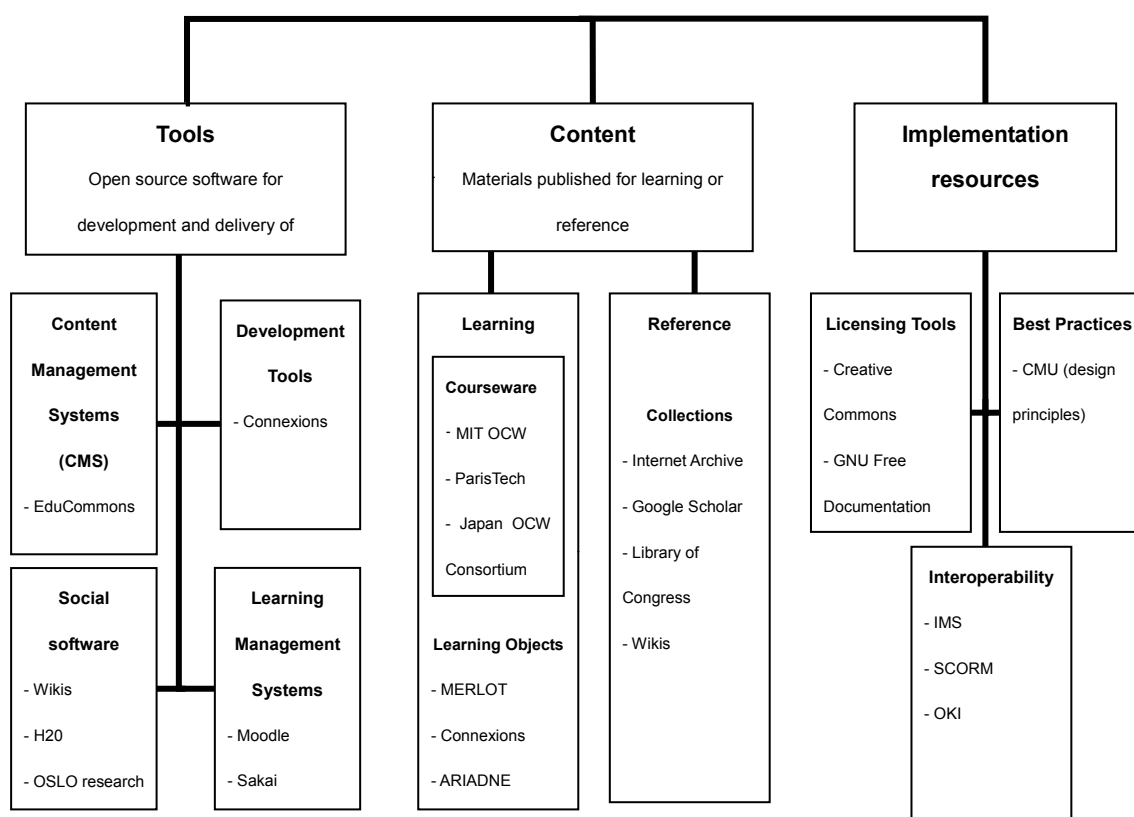 Tools
Open source software for
development and delivery of
Content
Materials published for learning or
reference
Implementation
resources
Content
Management
Systems
(CMS)
- EduCommons
Development
Tools
- Connexions
Social
software
- Wikis
- H20
- OSLO research
Learning
Management
Systems
- Moodle
- Sakai
Learning
Courseware
- MIT OCW
- ParisTech
- Japan OCW
Consortium
Learning Objects
- MERLOT
- Connexions
- ARIADNE
Reference
Collections
- Internet Archive
- Google Scholar
- Library of
Congress
- Wikis
Licensing Tools
- Creative
Commons
- GNU Free
Documentation
Best Practices
- CMU (design
principles)
Interoperability
- IMS
- SCORM
- OKI